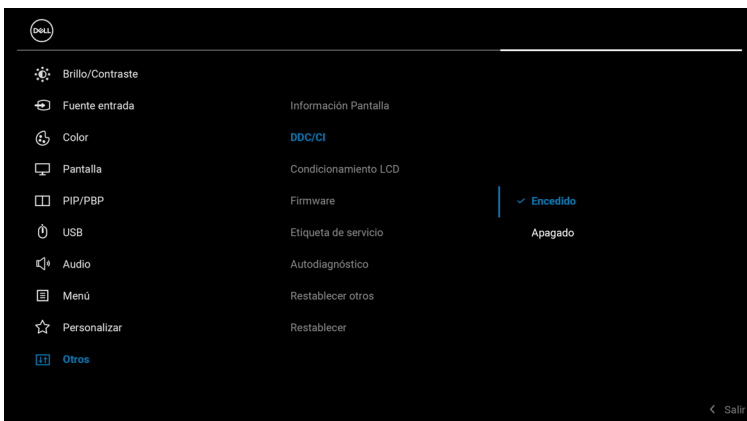 DELL
Brillo/Contraste
Fuente entrada
Color
Pantalla
PIP/PBP
USB
Audio
Menú
Personalizar
Otros
Información Pantalla
DDC/CI
Condicionamiento LCD
Firmware
Etiqueta de servicio
Autodiagnóstico
Restablecer otros
Restablecer
Encedido
Apagado
Salir